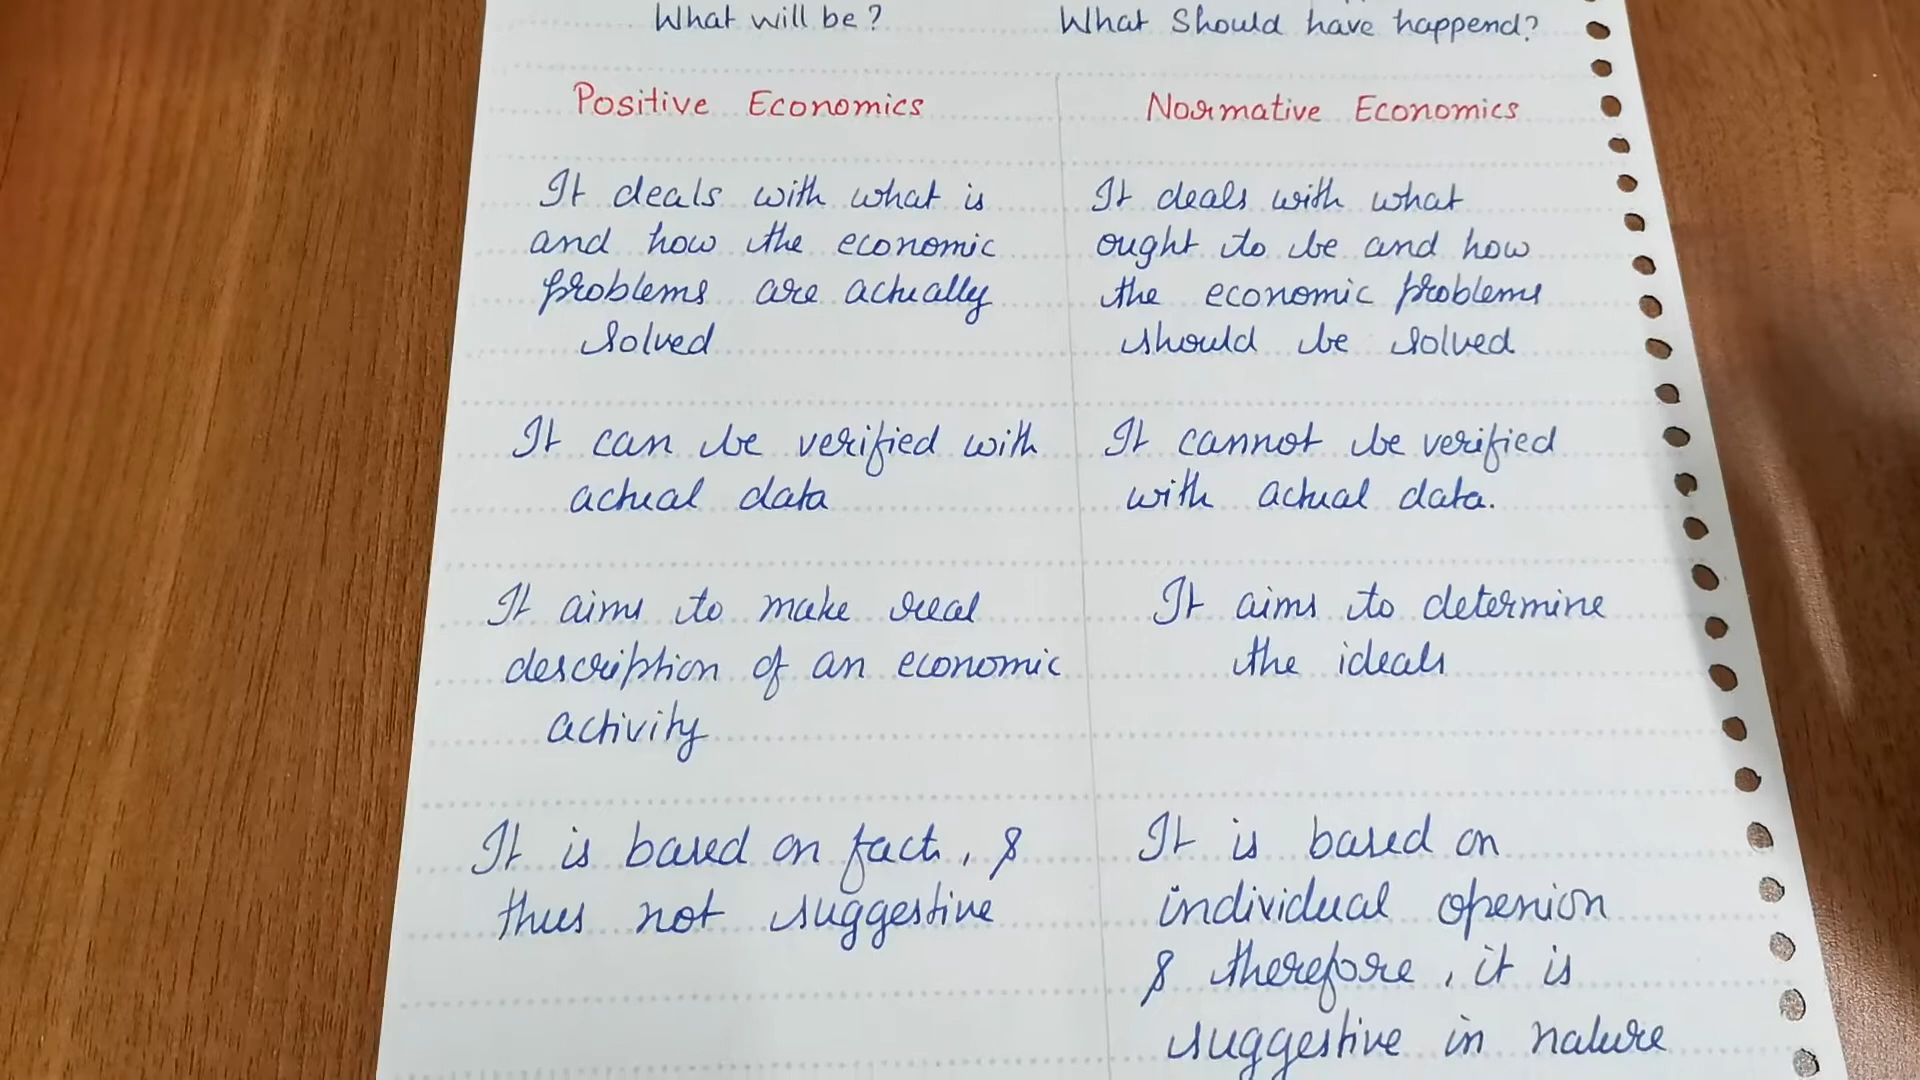 What will be?
What Should have happend?
Positive Economics
It deals with what is
and how the economic
problems are actually
solved
It can be verified with
actual data
It aims to make real
description of an economic
activity
It is based on fact, &
thus not suggestive
Normative Economics
It deals with what
ought to be and how
the economic problems
should be solved
It cannot be verified
with actual data.
It aims to determine
the ideals
It is based on
individual openion
& therefore, it is
suggestive in nature